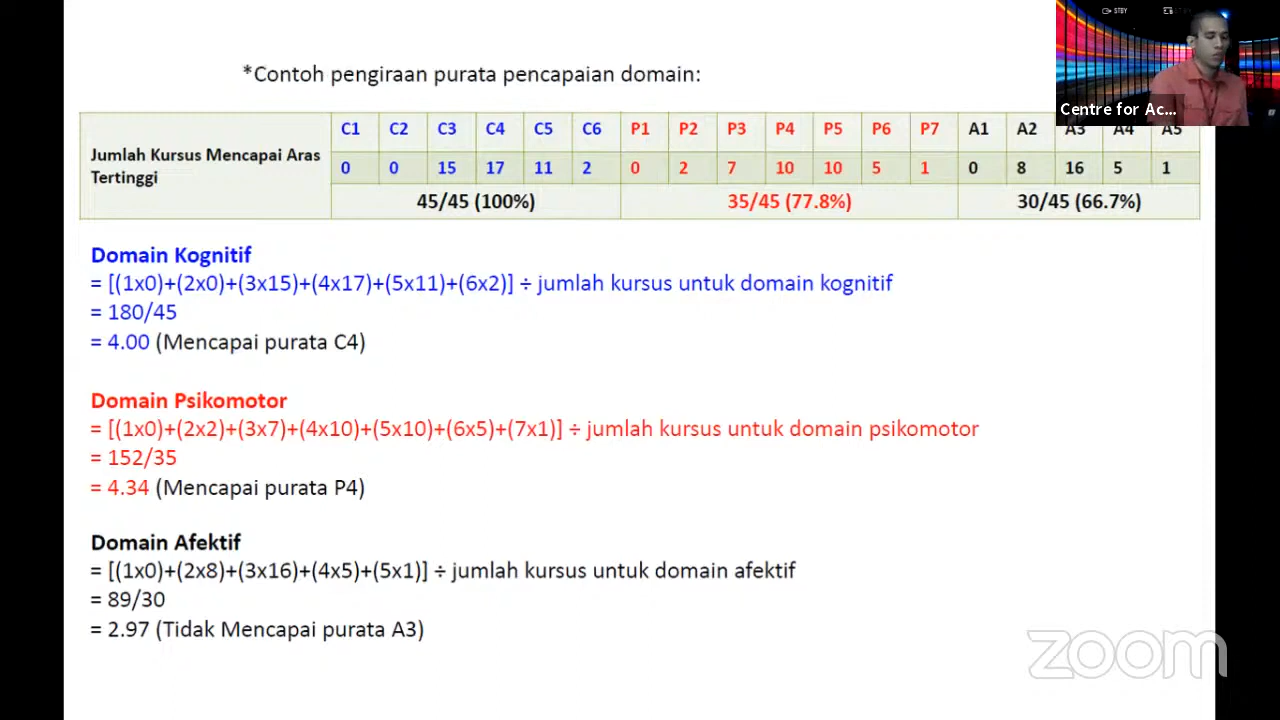 STBY
*Contoh pengiraan purata pencapaian domain:
Centre for Ac...
Jumlah Kursus Mencapai Aras Tertinggi
C1 C2 C3 C4 C5 C6 P1 P2 P3 P4 P5 P6 P7 A1 A2 A3 A4 A5
0 0 15 17 11 2 0 2 7 10 10 5 1 0 8 16 5 1
45/45 (100%) 35/45 (77.8%) 30/45 (66.7%)
Domain Kognitif
= [(1x0)+(2x0)+(3x15)+(4x17)+(5x11)+(6x2)] ÷ jumlah kursus untuk domain kognitif
= 180/45
= 4.00 (Mencapai purata C4)
Domain Psikomotor
= [(1x0)+(2x2)+(3x7)+(4x10)+(5x10)+(6x5)+(7x1)] ÷ jumlah kursus untuk domain psikomotor
= 152/35
= 4.34 (Mencapai purata P4)
Domain Afektif
= [(1x0)+(2x8)+(3x16)+(4x5)+(5x1)] ÷ jumlah kursus untuk domain afektif
= 89/30
= 2.97 (Tidak Mencapai purata A3)
zoom